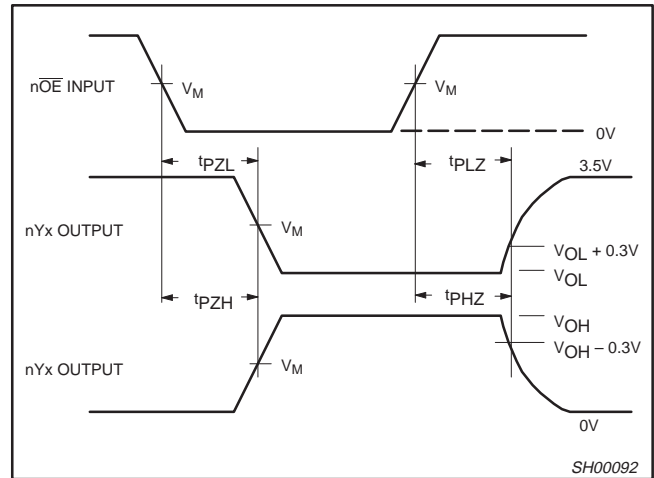 nO̅E̅ INPUT
VM
VM
0V
tPZL
tPLZ
3.5V
nYx OUTPUT
VM
VOL + 0.3V
VOL
tPZH
tPHZ
VOH
VOH – 0.3V
nYx OUTPUT
VM
0V
SH00092